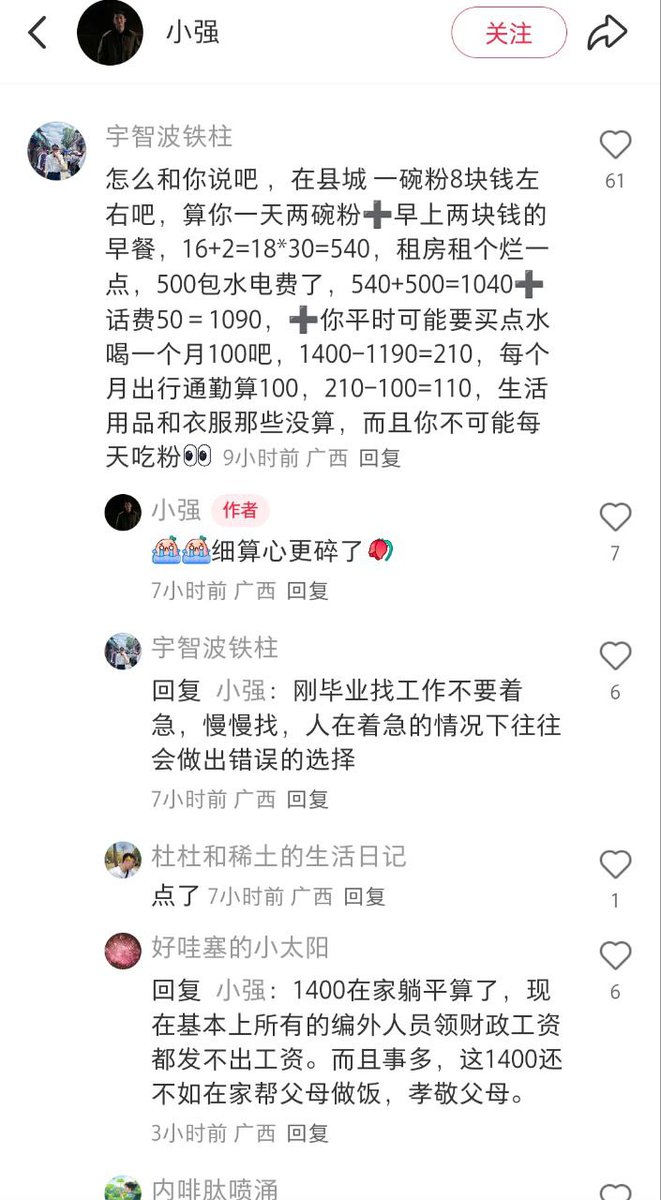 小强
关注
宇智波铁柱
怎么和你说吧，在县城 一碗粉8块钱左
右吧，算你一天两碗粉➕早上两块钱的
早餐，16+2=18*30=540，租房租个烂一
点，500包水电费了，540+500=1040➕
话费50＝1090，➕你平时可能要买点水
喝一个月100吧，1400-1190=210，每个
月出行通勤算100，210-100=110，生活
用品和衣服那些没算，而且你不可能每
天吃粉👀 9小时前 广西 回复
61
小强 作者
😭😭细算心更碎了🥀
7小时前 广西 回复
7
宇智波铁柱
回复 小强：刚毕业找工作不要着
急，慢慢找，人在着急的情况下往往
会做出错误的选择
7小时前 广西 回复
6
杜杜和稀土的生活日记
点了 7小时前 广西 回复
1
好哇塞的小太阳
回复 小强：1400在家躺平算了，现
在基本上所有的编外人员领财政工资
都发不出工资。而且事多，这1400还
不如在家帮父母做饭，孝敬父母。
3小时前 广西 回复
6
内啡肽喷涌